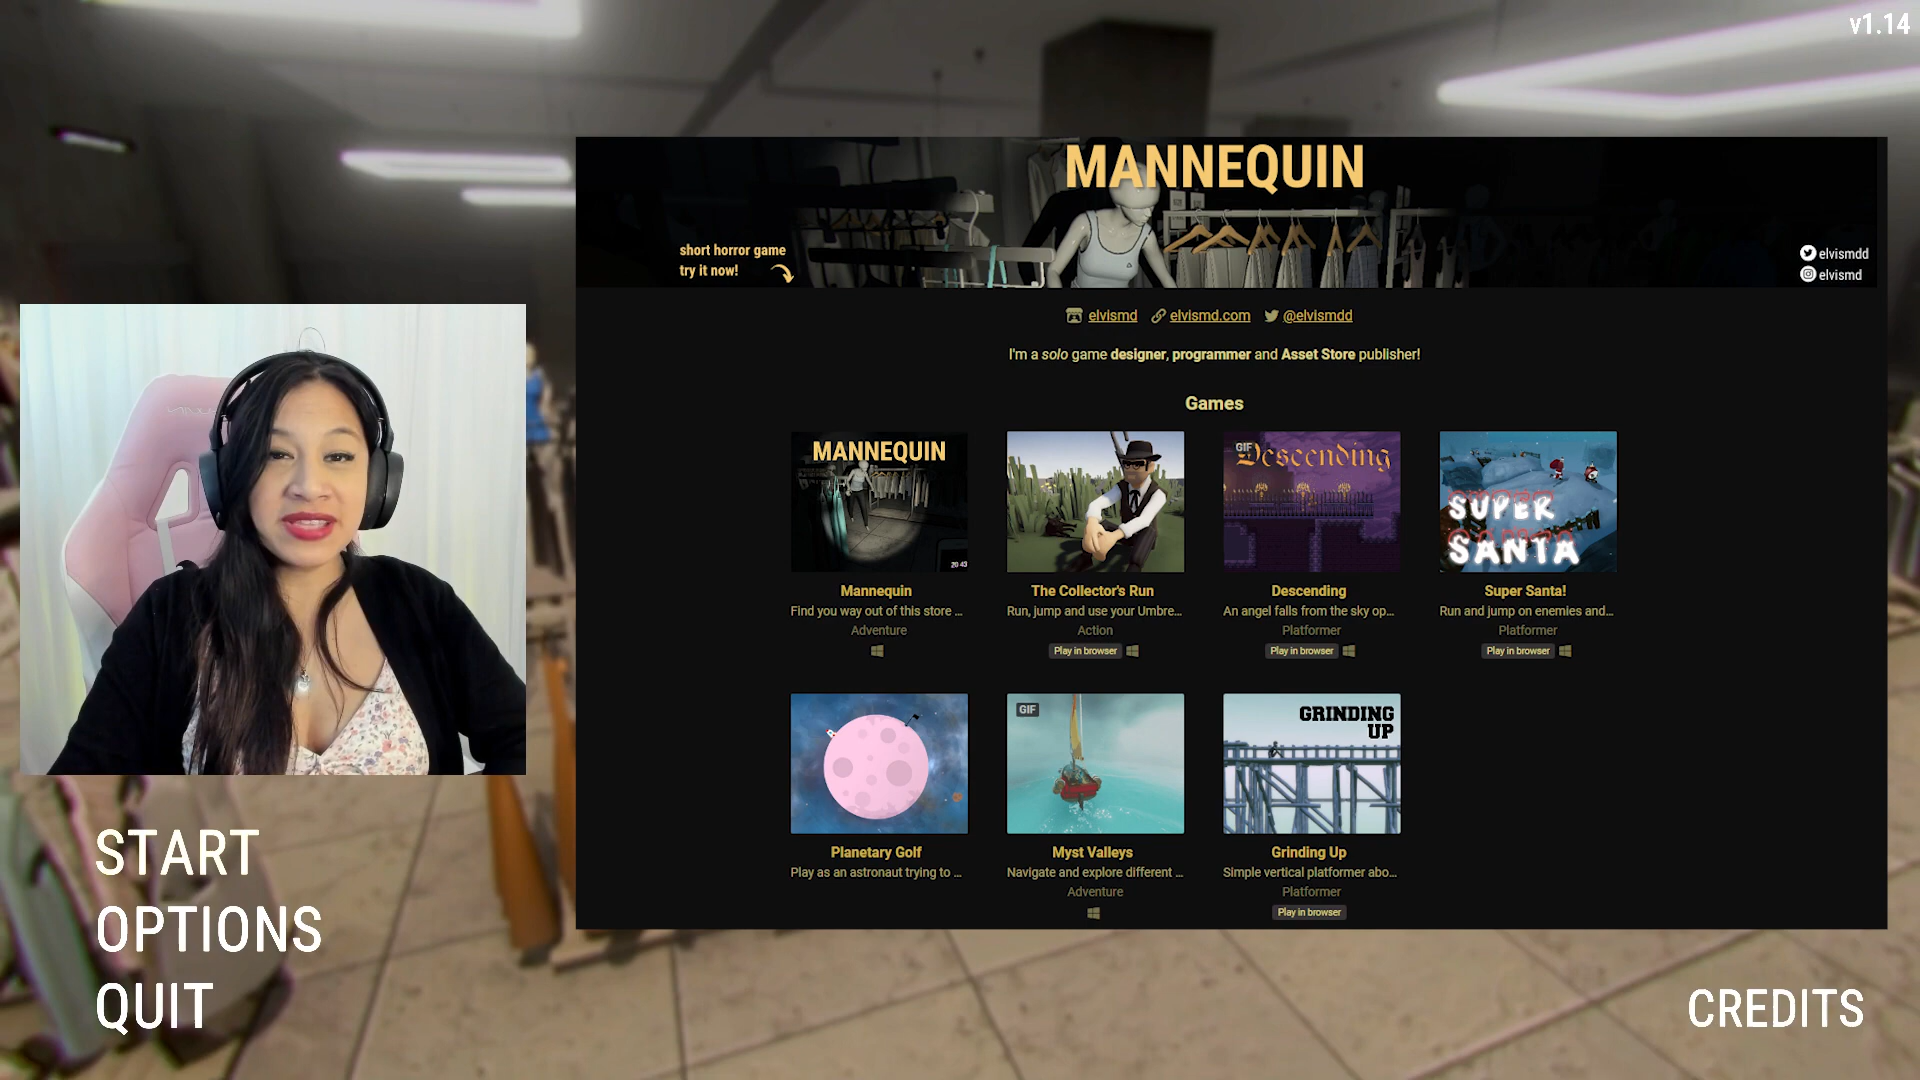 v1.14
MANNEQUIN
short horror game
try it now!
elvismdd
elvismd
elvismd elvismd.com @elvismdd
I'm a solo game designer, programmer and Asset Store publisher!
Games
MANNEQUIN
20 43
GIF
Descending
SUPER
SANTA
Mannequin
Find you way out of this store ...
Adventure
The Collector's Run
Run, jump and use your Umbre...
Action
Play in browser
Descending
An angel falls from the sky op...
Platformer
Play in browser
Super Santa!
Run and jump on enemies and...
Platformer
Play in browser
GIF
GRINDING
UP
Planetary Golf
Play as an astronaut trying to ...
Myst Valleys
Navigate and explore different ...
Adventure
Grinding Up
Simple vertical platformer abo...
Platformer
Play in browser
START
OPTIONS
QUIT
CREDITS